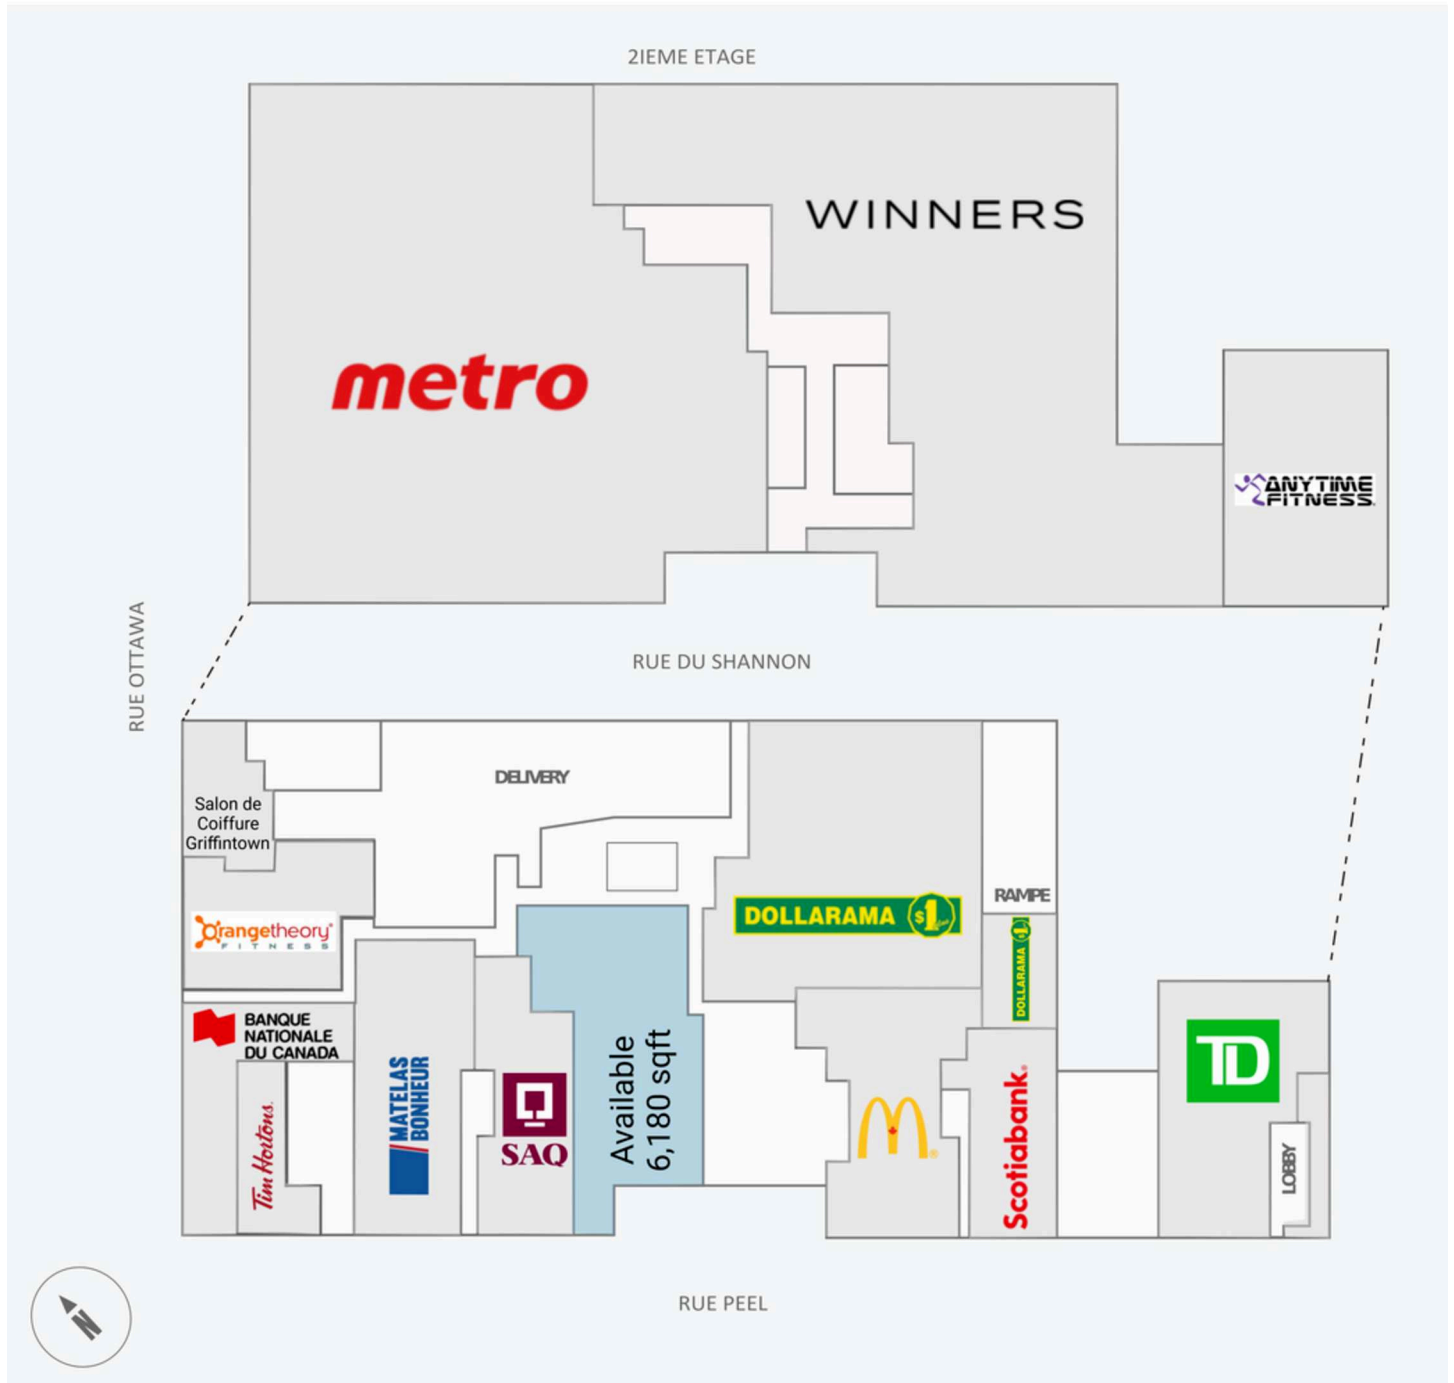 2IEME ETAGE
WINNERS
metro
ANYTIME
FITNESS
RUE OTTAWA
RUE DU SHANNON
DELIVERY
Salon de
Coiffure
Griffintown
RAMPE
DOLLARAMA $1
DOLLARAMA $1
Orangetheory
FITNESS
BANQUE
NATIONALE
DU CANADA
Tim Hortons
MATELAS
BONHEUR
SAQ
Available
6,180 sqft
Scotiabank
TD
LOBBY
N
RUE PEEL